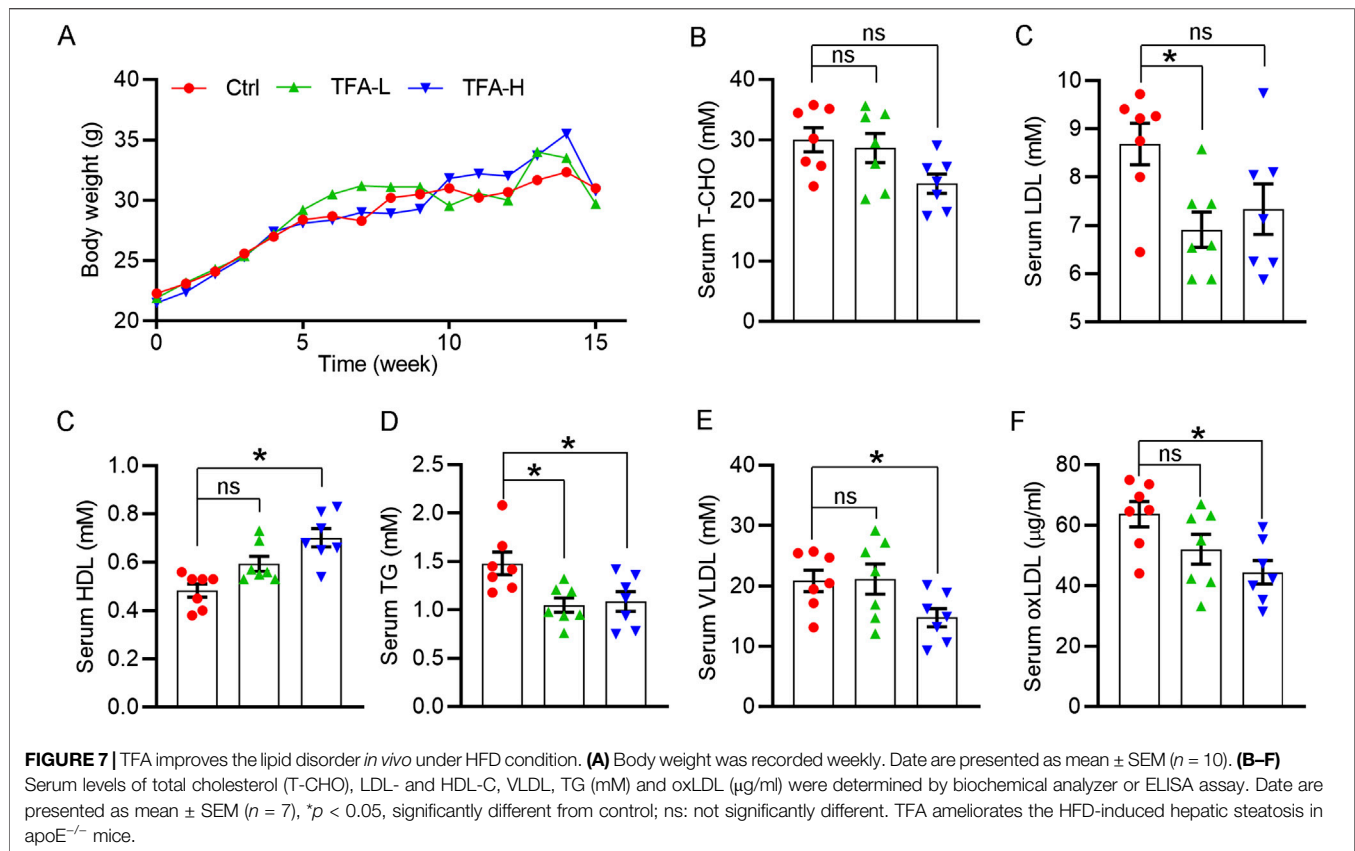 A
Ctrl TFA-L TFA-H
Body weight (g)
40
35
30
25
20
0 5 10 15
Time (week)
B
ns
ns
Serum T-CHO (mM)
40
30
20
10
0
C
ns
*
Serum LDL (mM)
10
9
8
7
6
5
C
*
ns
Serum HDL (mM)
1.0
0.8
0.6
0.4
0.2
0.0
D
*
*
Serum TG (mM)
2.5
2.0
1.5
1.0
0.5
0.0
E
*
ns
Serum VLDL (mM)
40
30
20
10
0
F
*
ns
Serum oxLDL (µg/ml)
80
60
40
20
0
FIGURE 7 | TFA improves the lipid disorder in vivo under HFD condition. (A) Body weight was recorded weekly. Date are presented as mean ± SEM (n = 10). (B–F)
Serum levels of total cholesterol (T-CHO), LDL- and HDL-C, VLDL, TG (mM) and oxLDL (µg/ml) were determined by biochemical analyzer or ELISA assay. Date are
presented as mean ± SEM (n = 7), *p < 0.05, significantly different from control; ns: not significantly different. TFA ameliorates the HFD-induced hepatic steatosis in
apoE−/− mice.